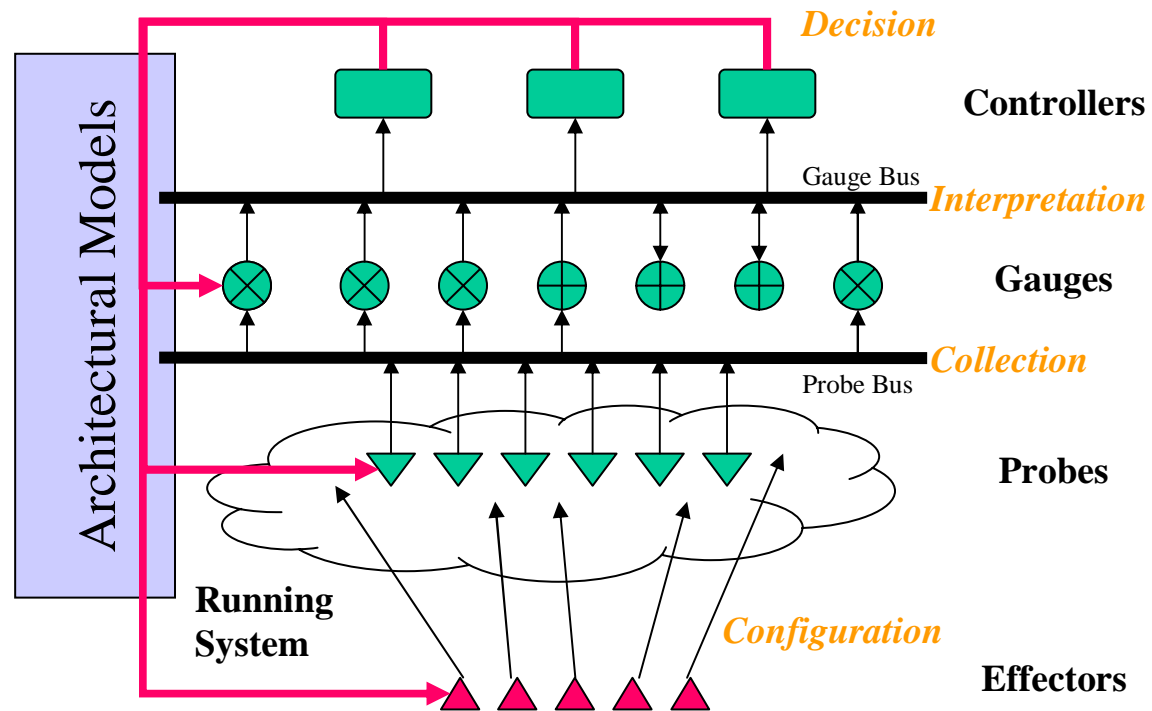 Decision
Controllers
Architectural Models
Gauge Bus
Interpretation
Gauges
Collection
Probe Bus
Probes
Running
System
Configuration
Effectors